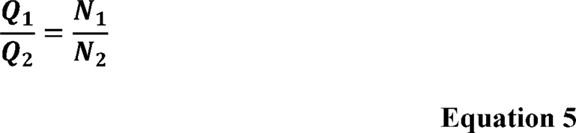 Q₁/Q₂ = N₁/N₂
Equation 5